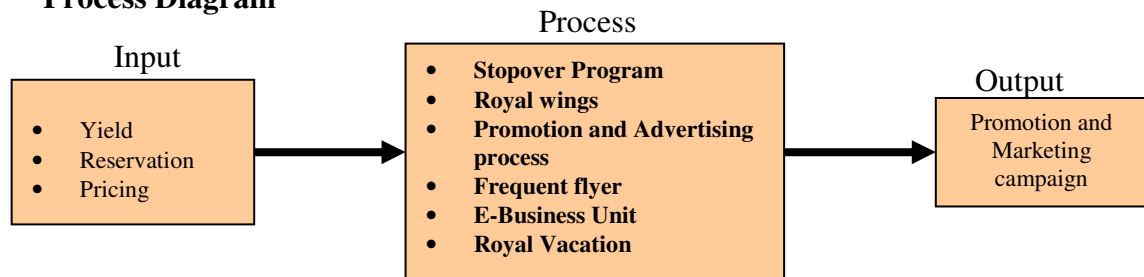 Process Diagram
Process
Input
• Stopover Program
• Royal wings
• Promotion and Advertising
process
• Frequent flyer
• E-Business Unit
• Royal Vacation
• Yield
• Reservation
• Pricing
Output
Promotion and
Marketing
campaign